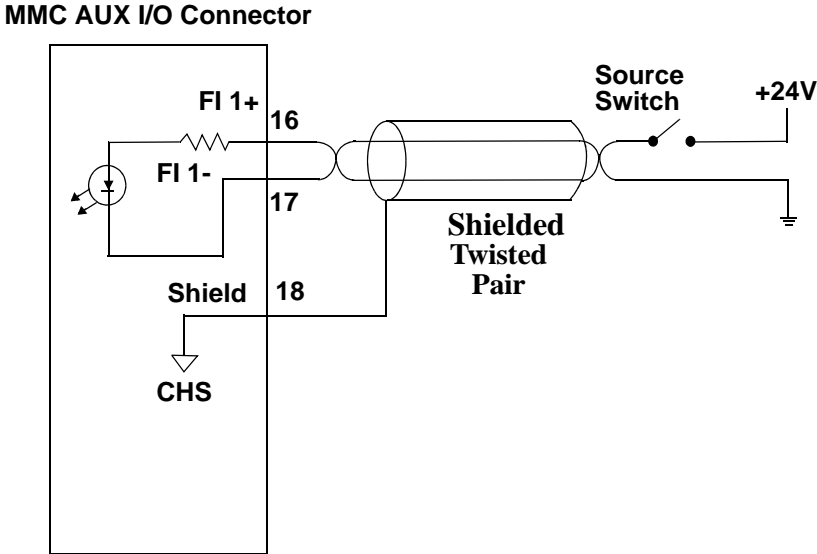 MMC AUX I/O Connector
FI 1+
16
FI 1-
17
Shield
18
CHS
Shielded
Twisted
Pair
Source
Switch
+24V